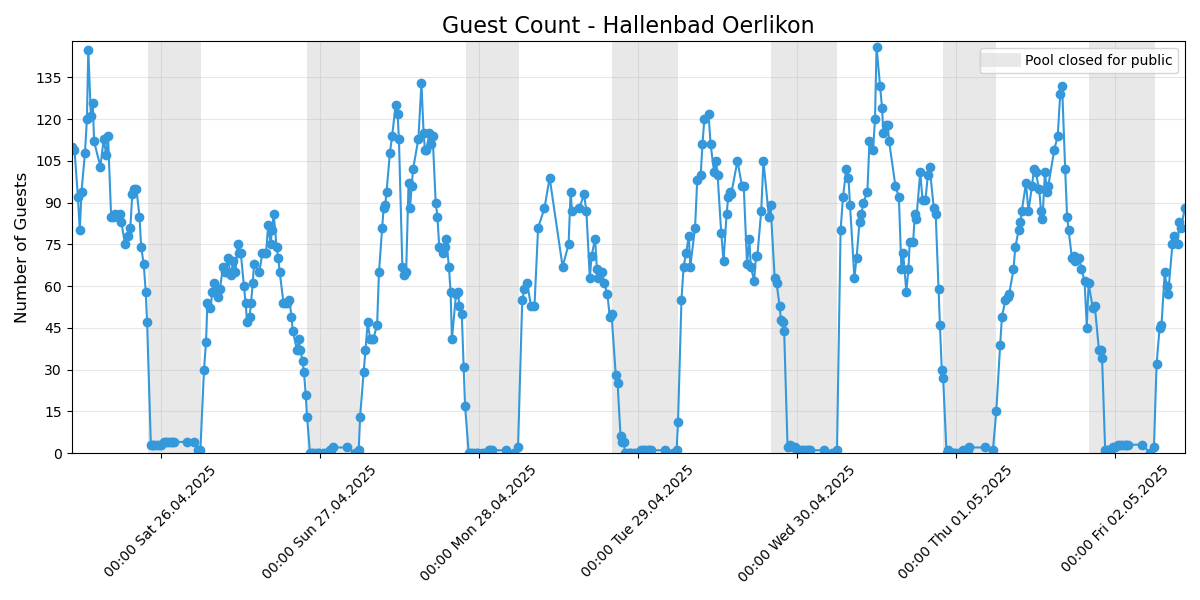 Guest Count - Hallenbad Oerlikon
Pool closed for public
Number of Guests
135
120
105
90
75
60
45
30
15
0
00:00 Sat 26.04.2025
00:00 Sun 27.04.2025
00:00 Mon 28.04.2025
00:00 Tue 29.04.2025
00:00 Wed 30.04.2025
00:00 Thu 01.05.2025
00:00 Fri 02.05.2025